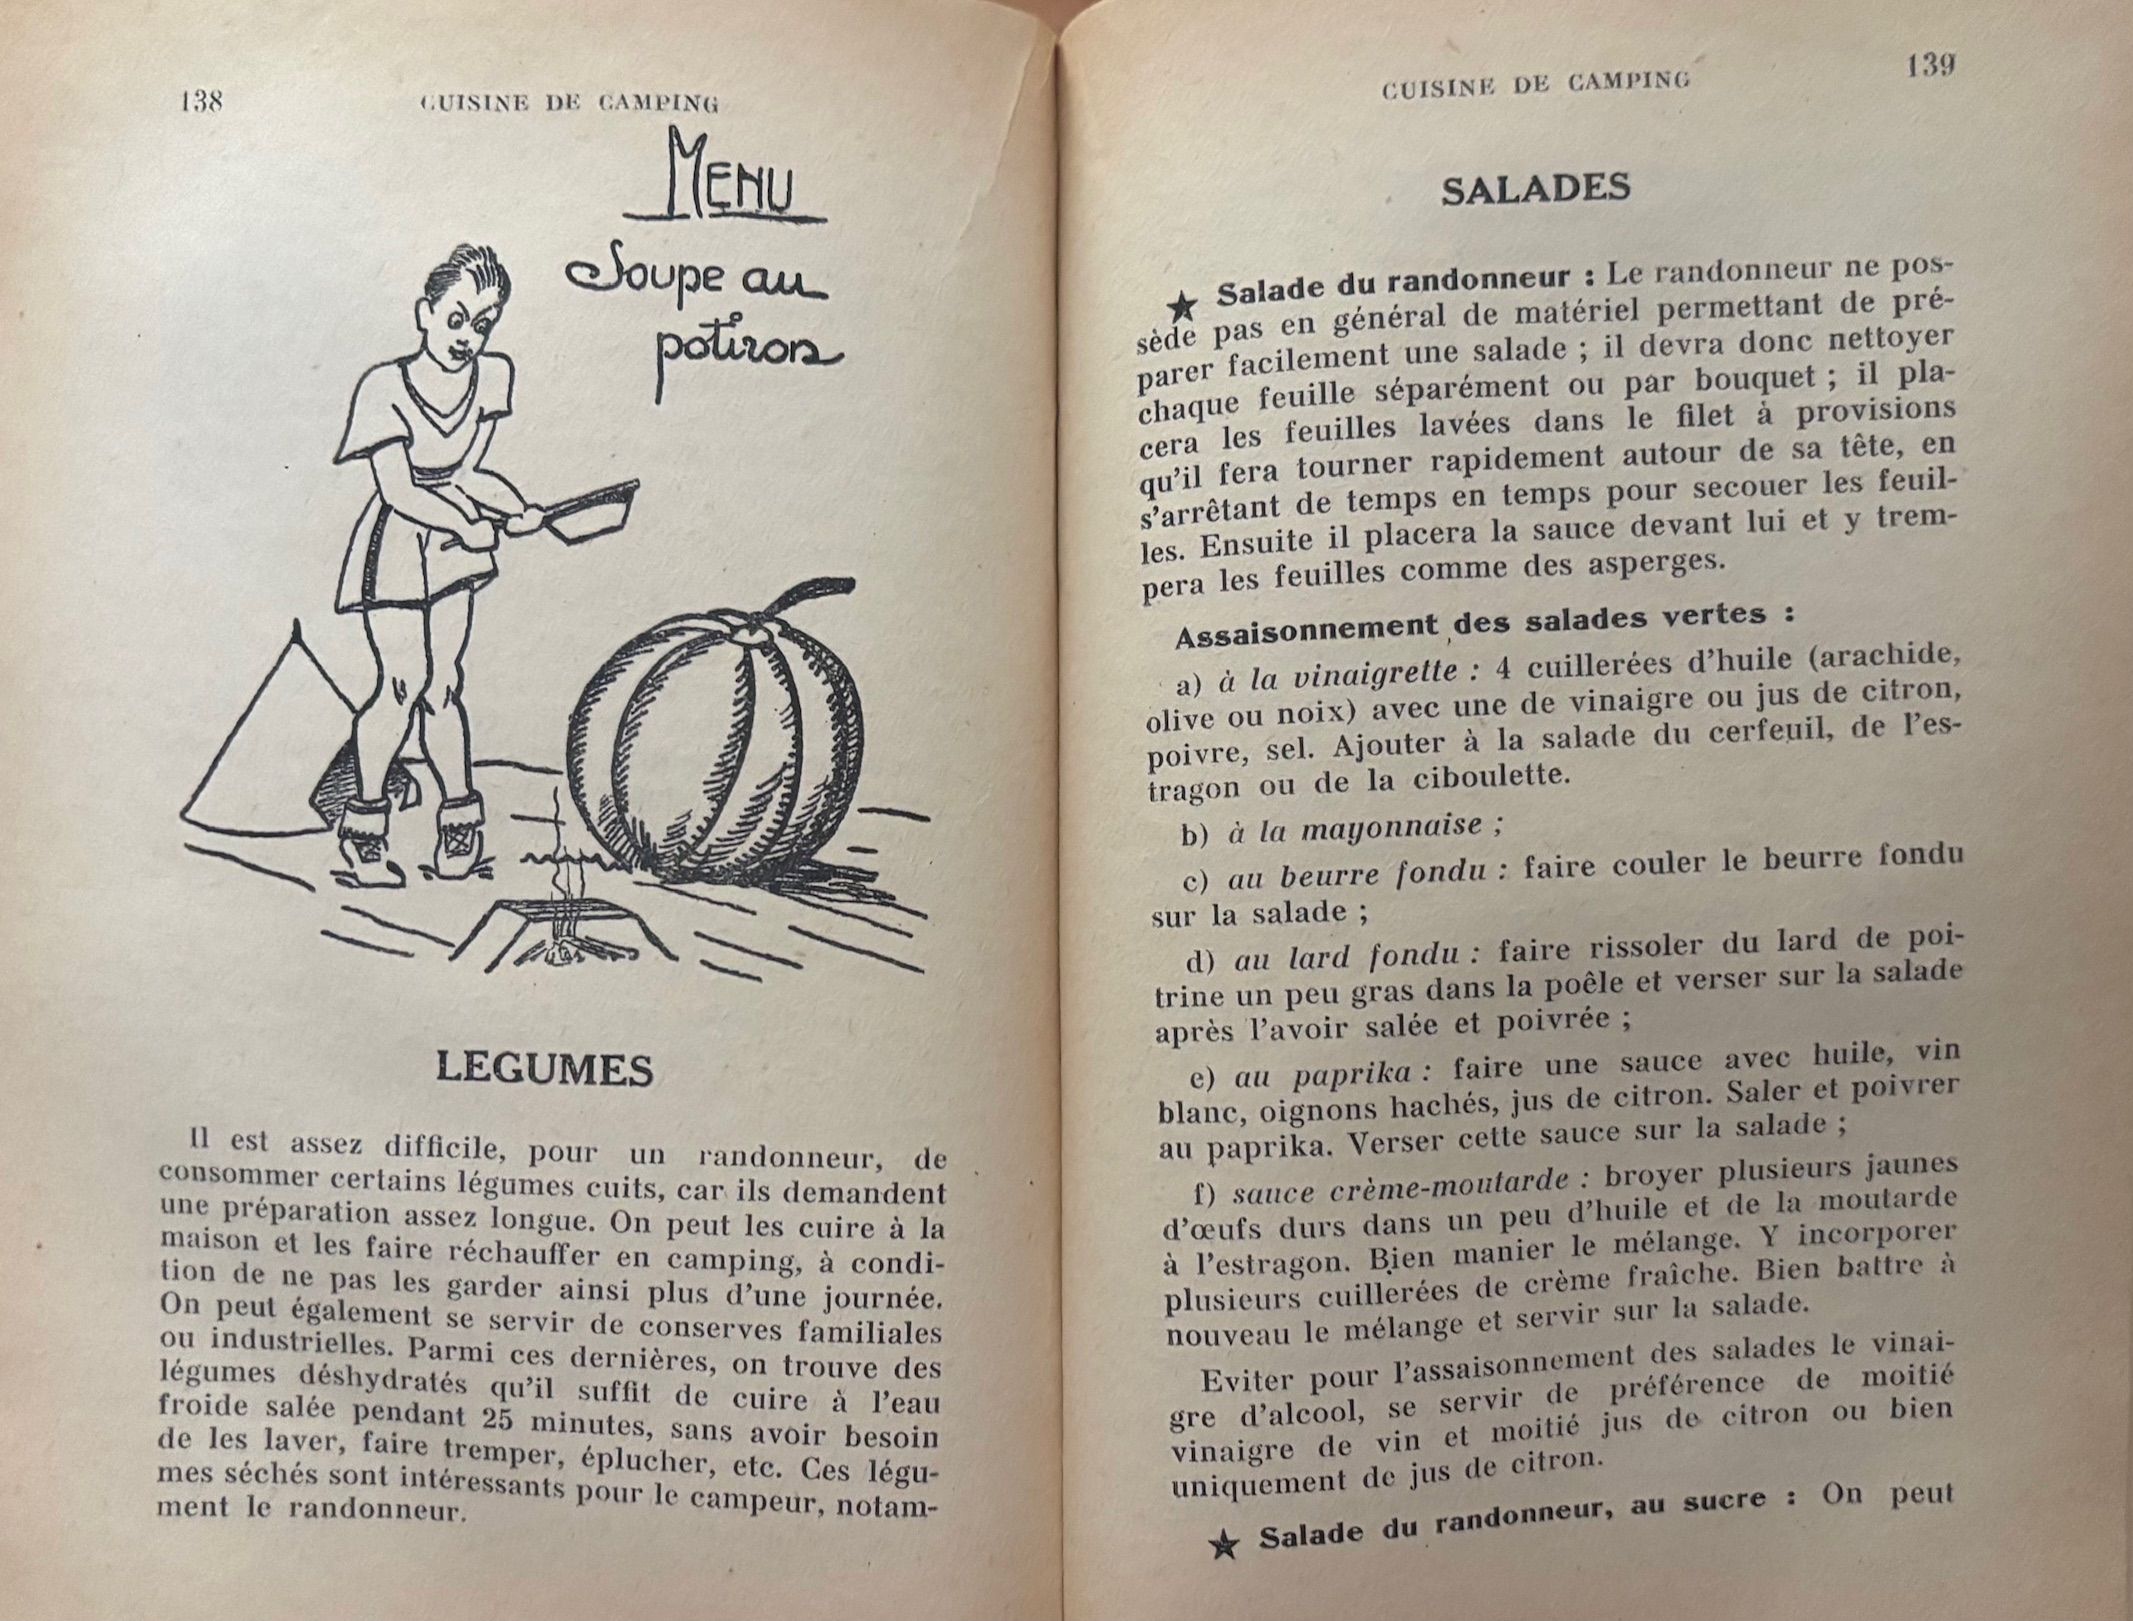 138
CUISINE DE CAMPING
MENU
Soupe au
potiron
LEGUMES
Il est assez difficile, pour un randonneur, de
consommer certains légumes cuits, car ils demandent
une préparation assez longue. On peut les cuire à la
maison et les faire réchauffer en camping, à condi-
tion de ne pas les garder ainsi plus d'une journée.
On peut également se servir de conserves familiales
ou industrielles. Parmi ces dernières, on trouve des
légumes déshydratés qu'il suffit de cuire à l'eau
froide salée pendant 25 minutes, sans avoir besoin
de les laver, faire tremper, éplucher, etc. Ces légu-
mes séchés sont intéressants pour le campeur, notam-
ment le randonneur.
CUISINE DE CAMPING
139
SALADES
★ Salade du randonneur : Le randonneur ne pos-
sède pas en général de matériel permettant de pré-
parer facilement une salade ; il devra donc nettoyer
chaque feuille séparément ou par bouquet ; il pla-
cera les feuilles lavées dans le filet à provisions
qu'il fera tourner rapidement autour de sa tête, en
s'arrêtant de temps en temps pour secouer les feuil-
les. Ensuite il placera la sauce devant lui et y trem-
pera les feuilles comme des asperges.
Assaisonnement des salades vertes :
a) à la vinaigrette : 4 cuillerées d'huile (arachide,
olive ou noix) avec une de vinaigre ou jus de citron,
poivre, sel. Ajouter à la salade du cerfeuil, de l'es-
tragon ou de la ciboulette.
b) à la mayonnaise ;
c) au beurre fondu : faire couler le beurre fondu
sur la salade ;
d) au lard fondu : faire rissoler du lard de poi-
trine un peu gras dans la poêle et verser sur la salade
après l'avoir salée et poivrée ;
e) au paprika : faire une sauce avec huile, vin
blanc, oignons hachés, jus de citron. Saler et poivrer
au paprika. Verser cette sauce sur la salade ;
f) sauce crème-moutarde : broyer plusieurs jaunes
d'œufs durs dans un peu d'huile et de la moutarde
à l'estragon. Bien manier le mélange. Y incorporer
plusieurs cuillerées de crème fraîche. Bien battre à
nouveau le mélange et servir sur la salade.
Eviter pour l'assaisonnement des salades le vinai-
gre d'alcool, se servir de préférence de moitié
vinaigre de vin et moitié jus de citron ou bien
uniquement de jus de citron.
★ Salade du randonneur, au sucre : On peut